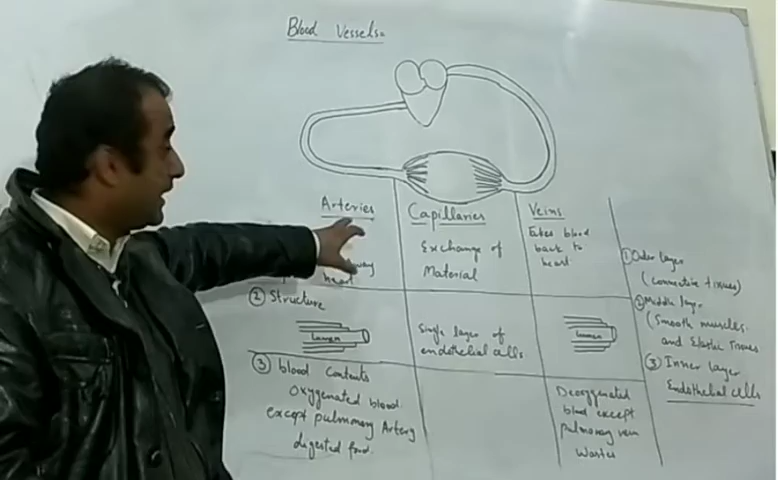 Blood Vessels:
Arteries
way
heart
Capillaries
Exchange of
Material
Veins
Takes blood
back to
heart
② Structure
Lumen
Single layer of
endothelial cells
③ Blood Contents
Oxygenated blood
except pulmonary Artery
digested food
Deoxygenated
blood except
pulmonary vein
Wastes
① Outer layer
(connective tissues)
② Middle layer
(Smooth muscles
and Elastic Tissues
③ Inner layer
Endothelial cells